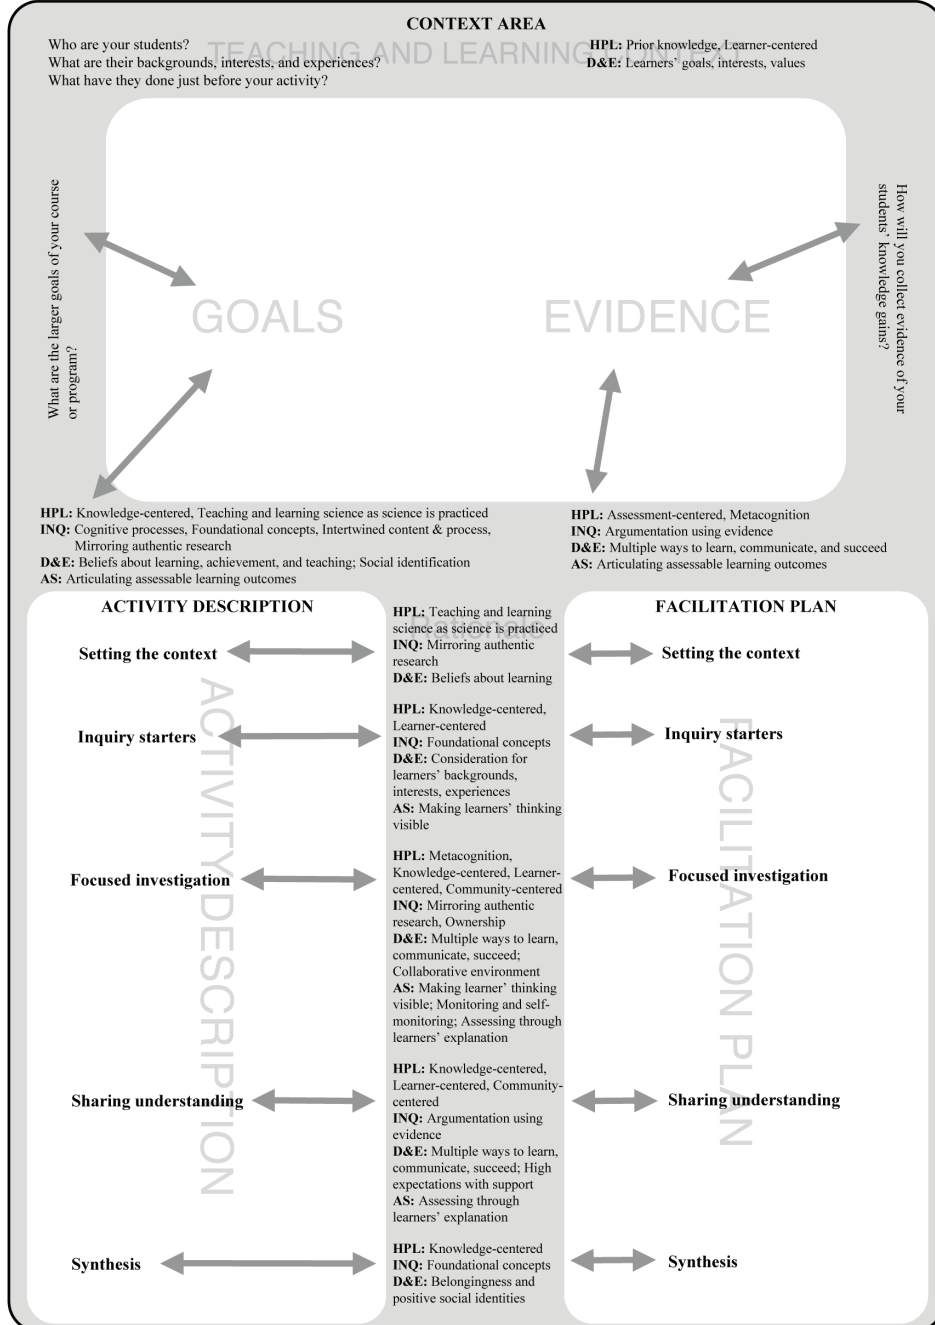 CONTEXT AREA
TEACHING AND LEARNING CONTEXT
Who are your students?
What are their backgrounds, interests, and experiences?
What have they done just before your activity?
HPL: Prior knowledge, Learner-centered
D&E: Learners' goals, interests, values
What are the larger goals of your course
or program?
GOALS
EVIDENCE
How will you collect evidence of your
students' knowledge gains?
HPL: Knowledge-centered, Teaching and learning science as science is practiced
INQ: Cognitive processes, Foundational concepts, Intertwined content & process,
Mirroring authentic research
D&E: Beliefs about learning, achievement, and teaching; Social identification
AS: Articulating assessable learning outcomes
HPL: Assessment-centered, Metacognition
INQ: Argumentation using evidence
D&E: Multiple ways to learn, communicate, and succeed
AS: Articulating assessable learning outcomes
ACTIVITY DESCRIPTION
ACTIVITY DESCRIPTION
Setting the context
Inquiry starters
Focused investigation
Sharing understanding
Synthesis
Rationale
HPL: Teaching and learning
science as science is practiced
INQ: Mirroring authentic
research
D&E: Beliefs about learning
HPL: Knowledge-centered,
Learner-centered
INQ: Foundational concepts
D&E: Consideration for
learners' backgrounds,
interests, experiences
AS: Making learners' thinking
visible
HPL: Metacognition,
Knowledge-centered, Learner-
centered, Community-centered
INQ: Mirroring authentic
research, Ownership
D&E: Multiple ways to learn,
communicate, succeed;
Collaborative environment
AS: Making learner' thinking
visible; Monitoring and self-
monitoring; Assessing through
learners' explanation
HPL: Knowledge-centered,
Learner-centered, Community-
centered
INQ: Argumentation using
evidence
D&E: Multiple ways to learn,
communicate, succeed; High
expectations with support
AS: Assessing through
learners' explanation
HPL: Knowledge-centered
INQ: Foundational concepts
D&E: Belongingness and
positive social identities
FACILITATION PLAN
FACILITATION PLAN
Setting the context
Inquiry starters
Focused investigation
Sharing understanding
Synthesis